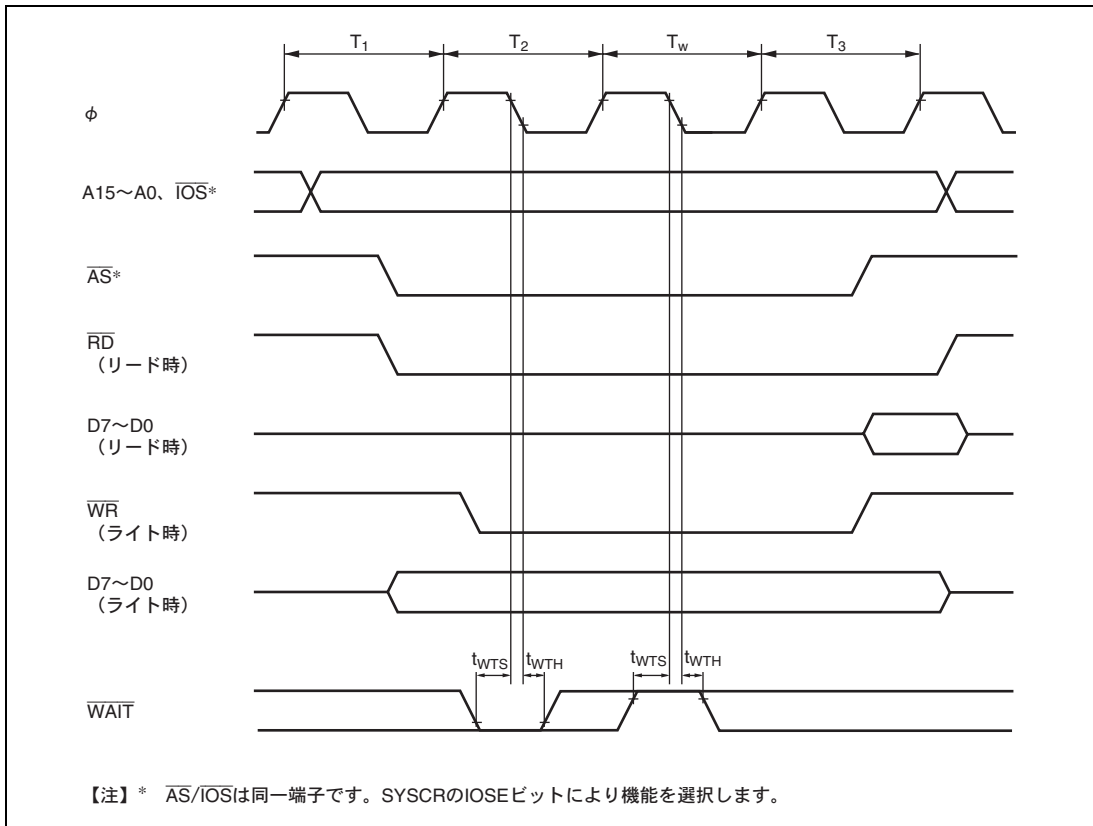 T1 T2 Tw T3
φ
A15〜A0、IOS*
AS*
RD
（リード時）
D7〜D0
（リード時）
WR
（ライト時）
D7〜D0
（ライト時）
tWTS tWTH tWTS tWTH
WAIT
【注】* AS/IOSは同一端子です。SYSCRのIOSEビットにより機能を選択します。